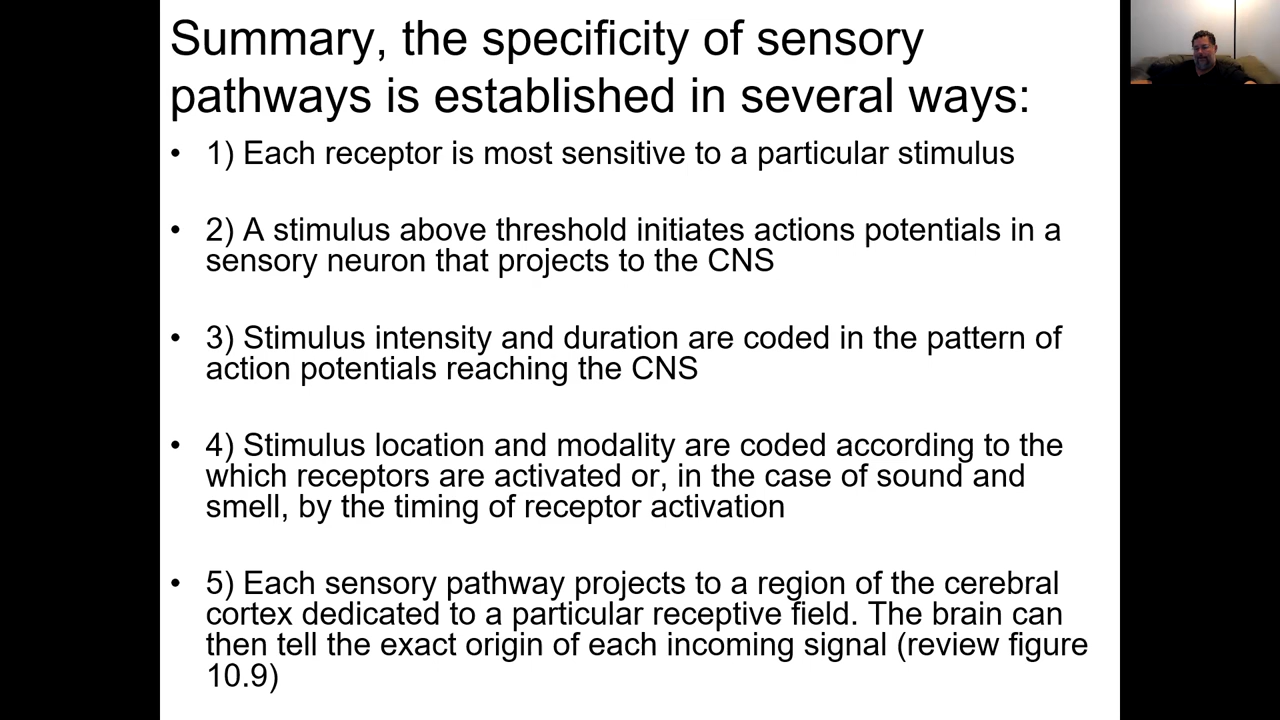 Summary, the specificity of sensory
pathways is established in several ways:
• 1) Each receptor is most sensitive to a particular stimulus
• 2) A stimulus above threshold initiates actions potentials in a
sensory neuron that projects to the CNS
• 3) Stimulus intensity and duration are coded in the pattern of
action potentials reaching the CNS
• 4) Stimulus location and modality are coded according to the
which receptors are activated or, in the case of sound and
smell, by the timing of receptor activation
• 5) Each sensory pathway projects to a region of the cerebral
cortex dedicated to a particular receptive field. The brain can
then tell the exact origin of each incoming signal (review figure
10.9)